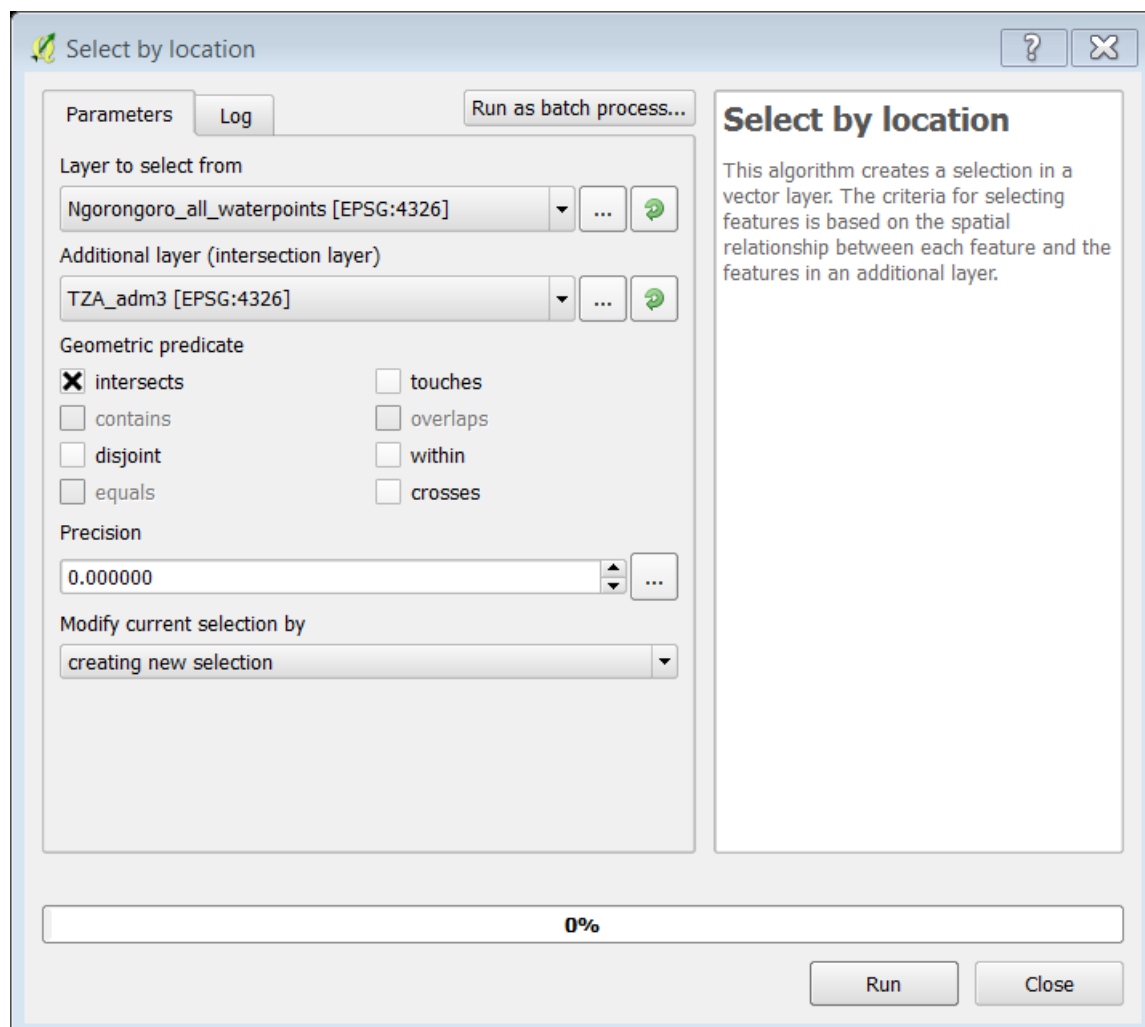 Select by location
Parameters
Log
Run as batch process...
Layer to select from
Ngorongoro_all_waterpoints [EPSG:4326]
...
Additional layer (intersection layer)
TZA_adm3 [EPSG:4326]
...
Geometric predicate
intersects
touches
contains
overlaps
disjoint
within
equals
crosses
Precision
0.000000
...
Modify current selection by
creating new selection
Select by location
This algorithm creates a selection in a
vector layer. The criteria for selecting
features is based on the spatial
relationship between each feature and the
features in an additional layer.
0%
Run
Close